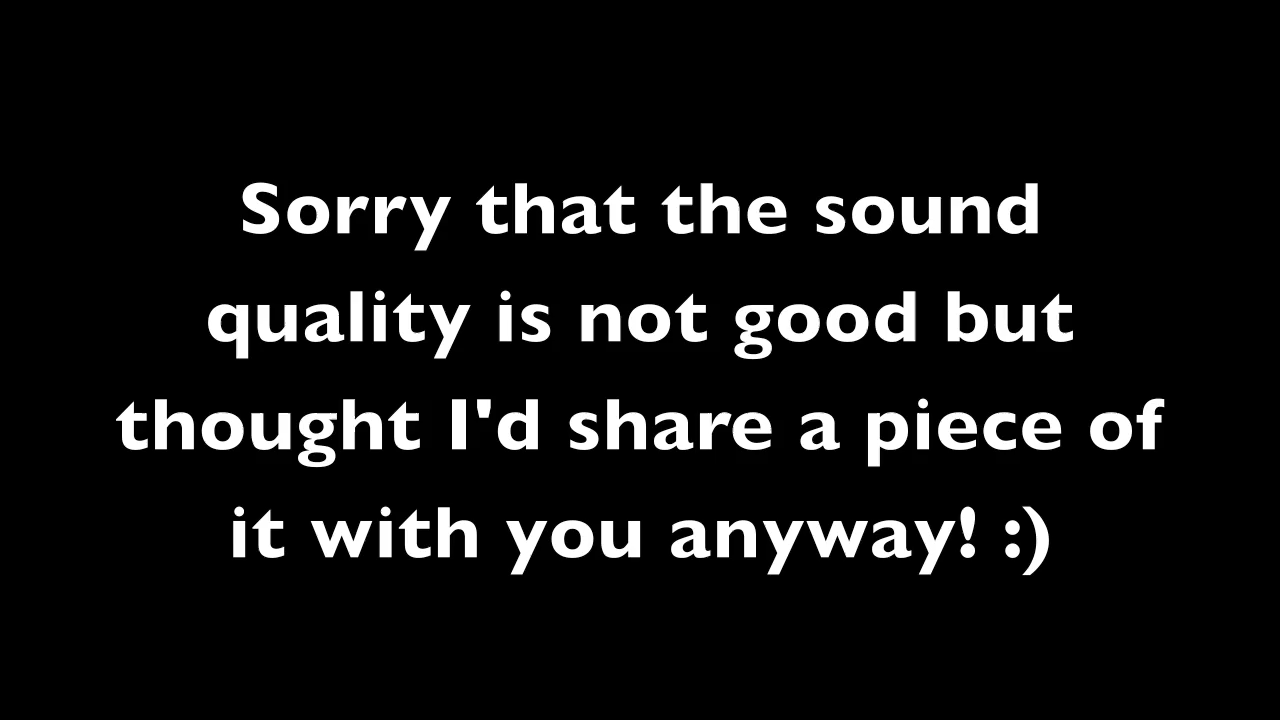 Sorry that the sound
quality is not good but
thought I'd share a piece of
it with you anyway! :)